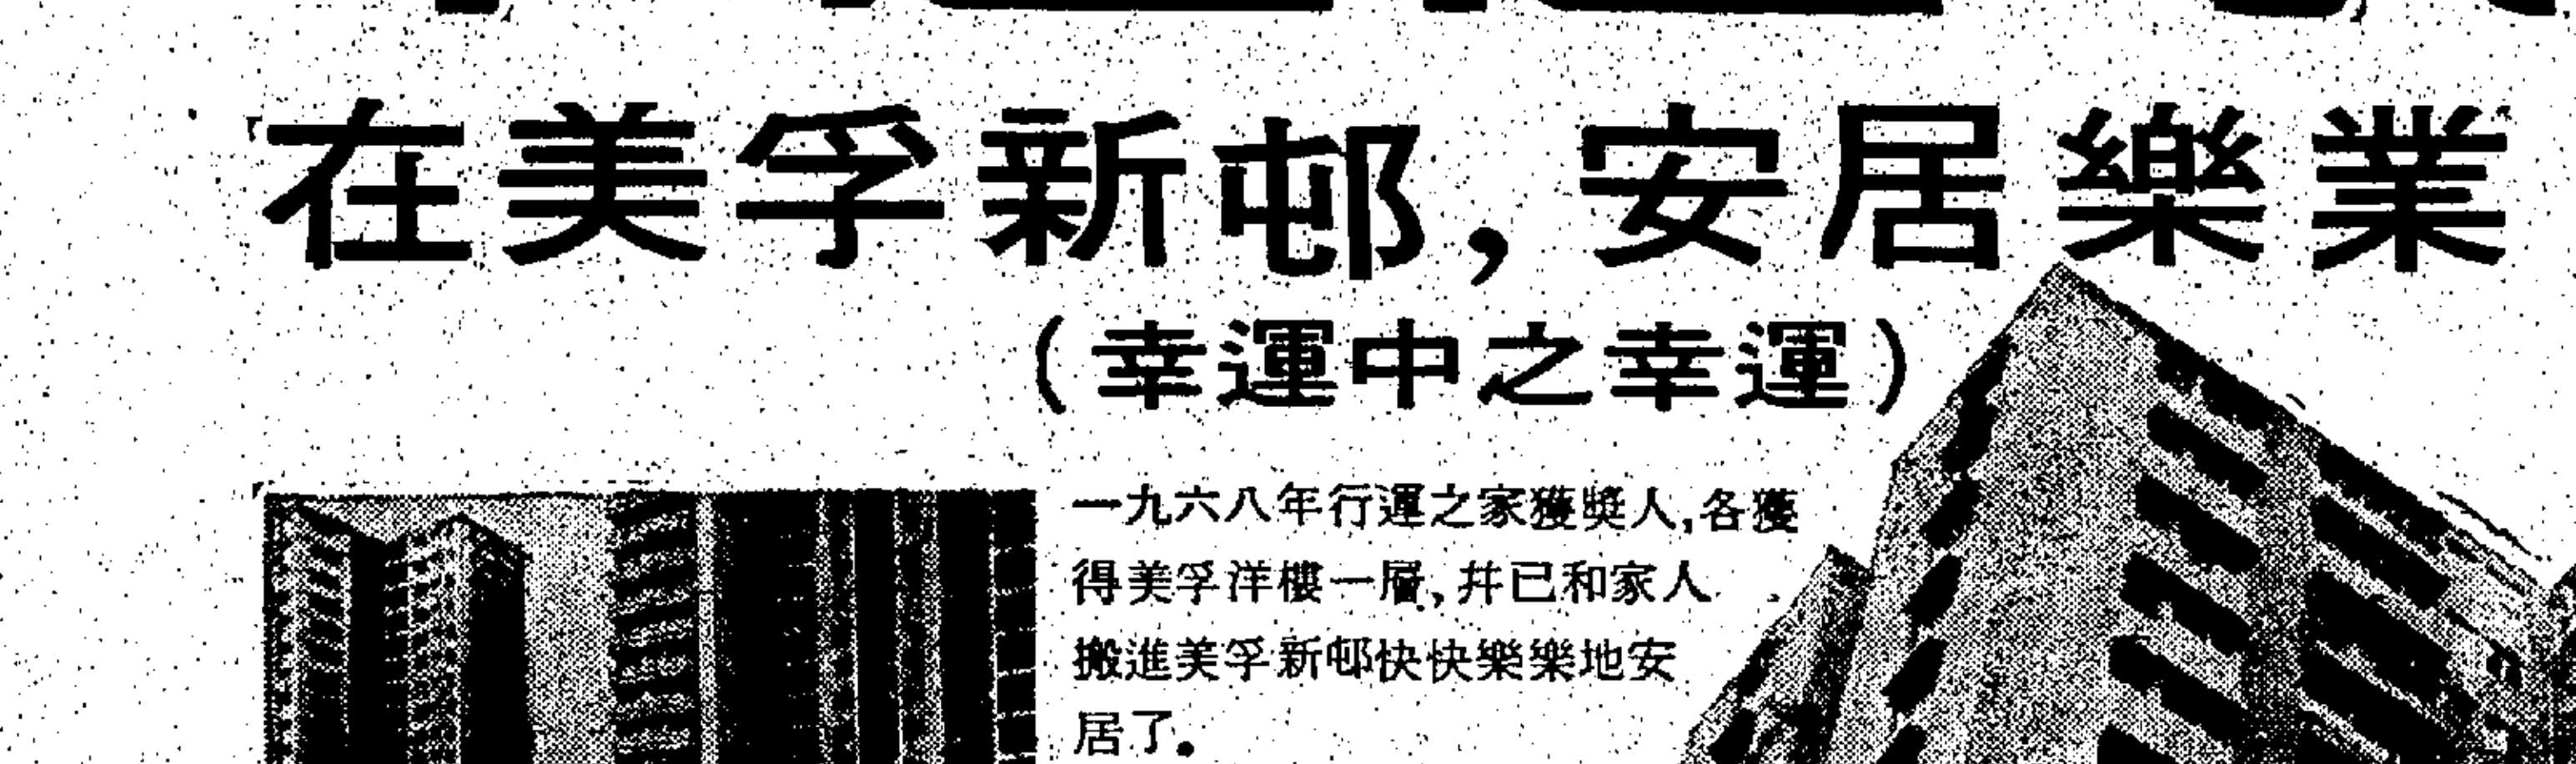 在美孚新邨，安居樂業
（幸運中之幸運）
一九六八年行運之家獲獎人，各獲
得美孚洋樓一層，幷已和家人
搬進美孚新邨快快樂樂地安
居了。